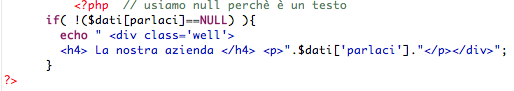 <?php // usiamo null perchè è un testo
if( !($dati[parlaci]==NULL) ){
echo " <div class='well'>
<h4> La nostra azienda </h4> <p>".$dati['parlaci']."</p></div>";
}
?>